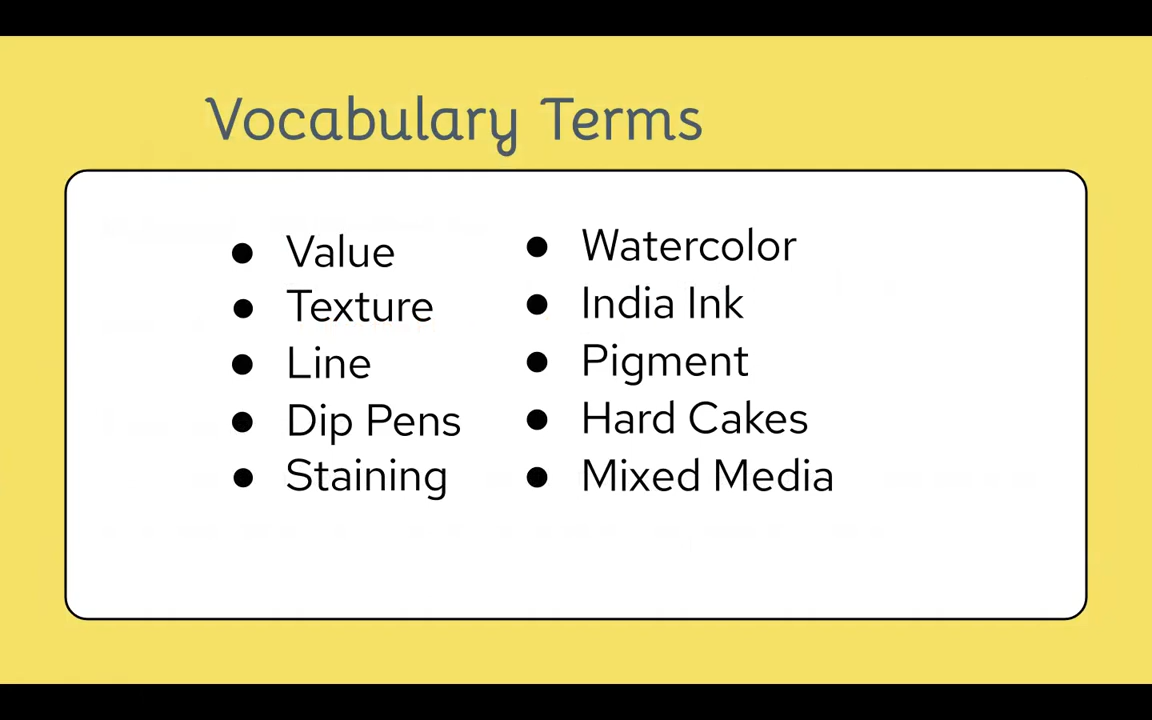 Vocabulary Terms
● Value
● Texture
● Line
● Dip Pens
● Staining
● Watercolor
● India Ink
● Pigment
● Hard Cakes
● Mixed Media